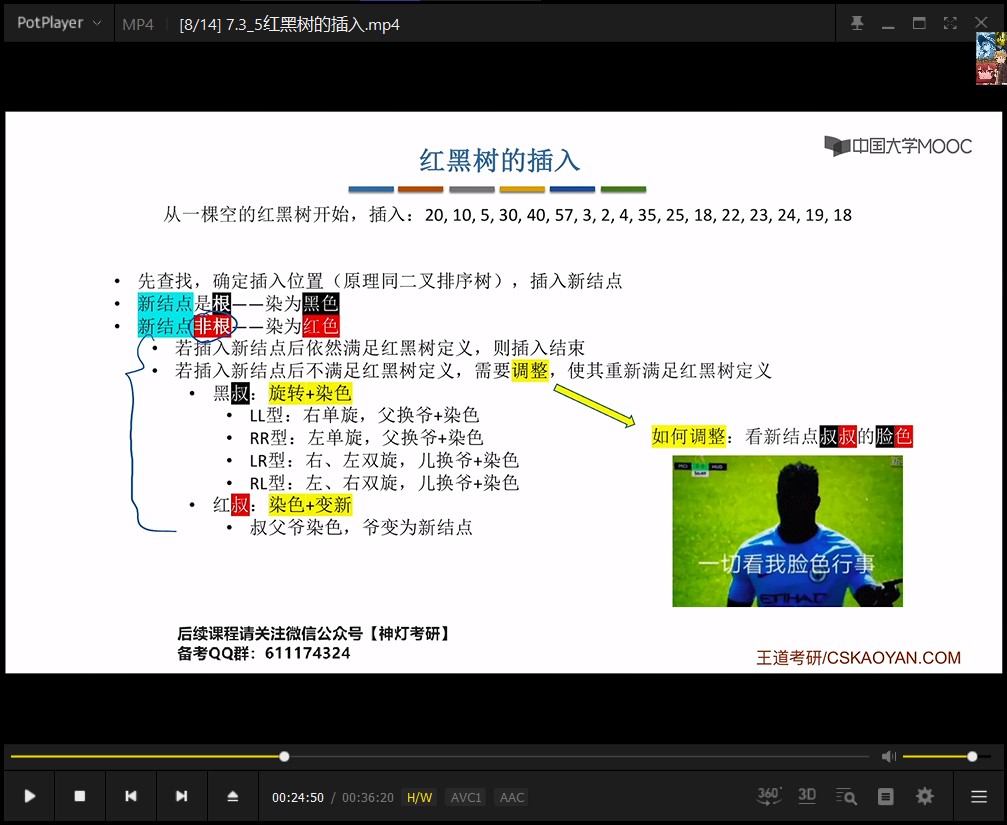 PotPlayer MP4 [8/14] 7.3_5红黑树的插入.mp4
中国大学MOOC
红黑树的插入
从一棵空的红黑树开始，插入：20, 10, 5, 30, 40, 57, 3, 2, 4, 35, 25, 18, 22, 23, 24, 19, 18
• 先查找，确定插入位置（原理同二叉排序树），插入新结点
• 新结点是根——染为黑色
• 新结点非根——染为红色
• 若插入新结点后依然满足红黑树定义，则插入结束
• 若插入新结点后不满足红黑树定义，需要调整，使其重新满足红黑树定义
• 黑叔：旋转+染色
• LL型：右单旋，父换爷+染色
• RR型：左单旋，父换爷+染色
• LR型：右、左双旋，儿换爷+染色
• RL型：左、右双旋，儿换爷+染色
• 红叔：染色+变新
• 叔父爷染色，爷变为新结点
如何调整：看新结点叔叔的脸色
一切看我脸色行事
ETIHAD
后续课程请关注微信公众号【神灯考研】
备考QQ群：611174324
王道考研/CSKAOYAN.COM
00:24:50 / 00:36:20 H/W AVC1 AAC
360° 3D